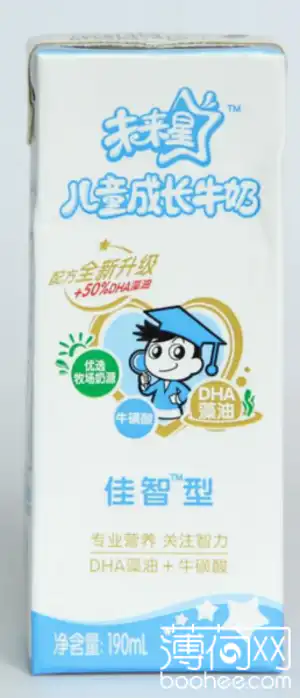 未来星™
儿童成长牛奶
配方全新升级
+50%DHA藻油
优选
牧场奶源
牛磺酸
DHA
藻油
佳智™型
专业营养 关注智力
DHA藻油+牛磺酸
净含量:190mL
薄荷网
boohee.com